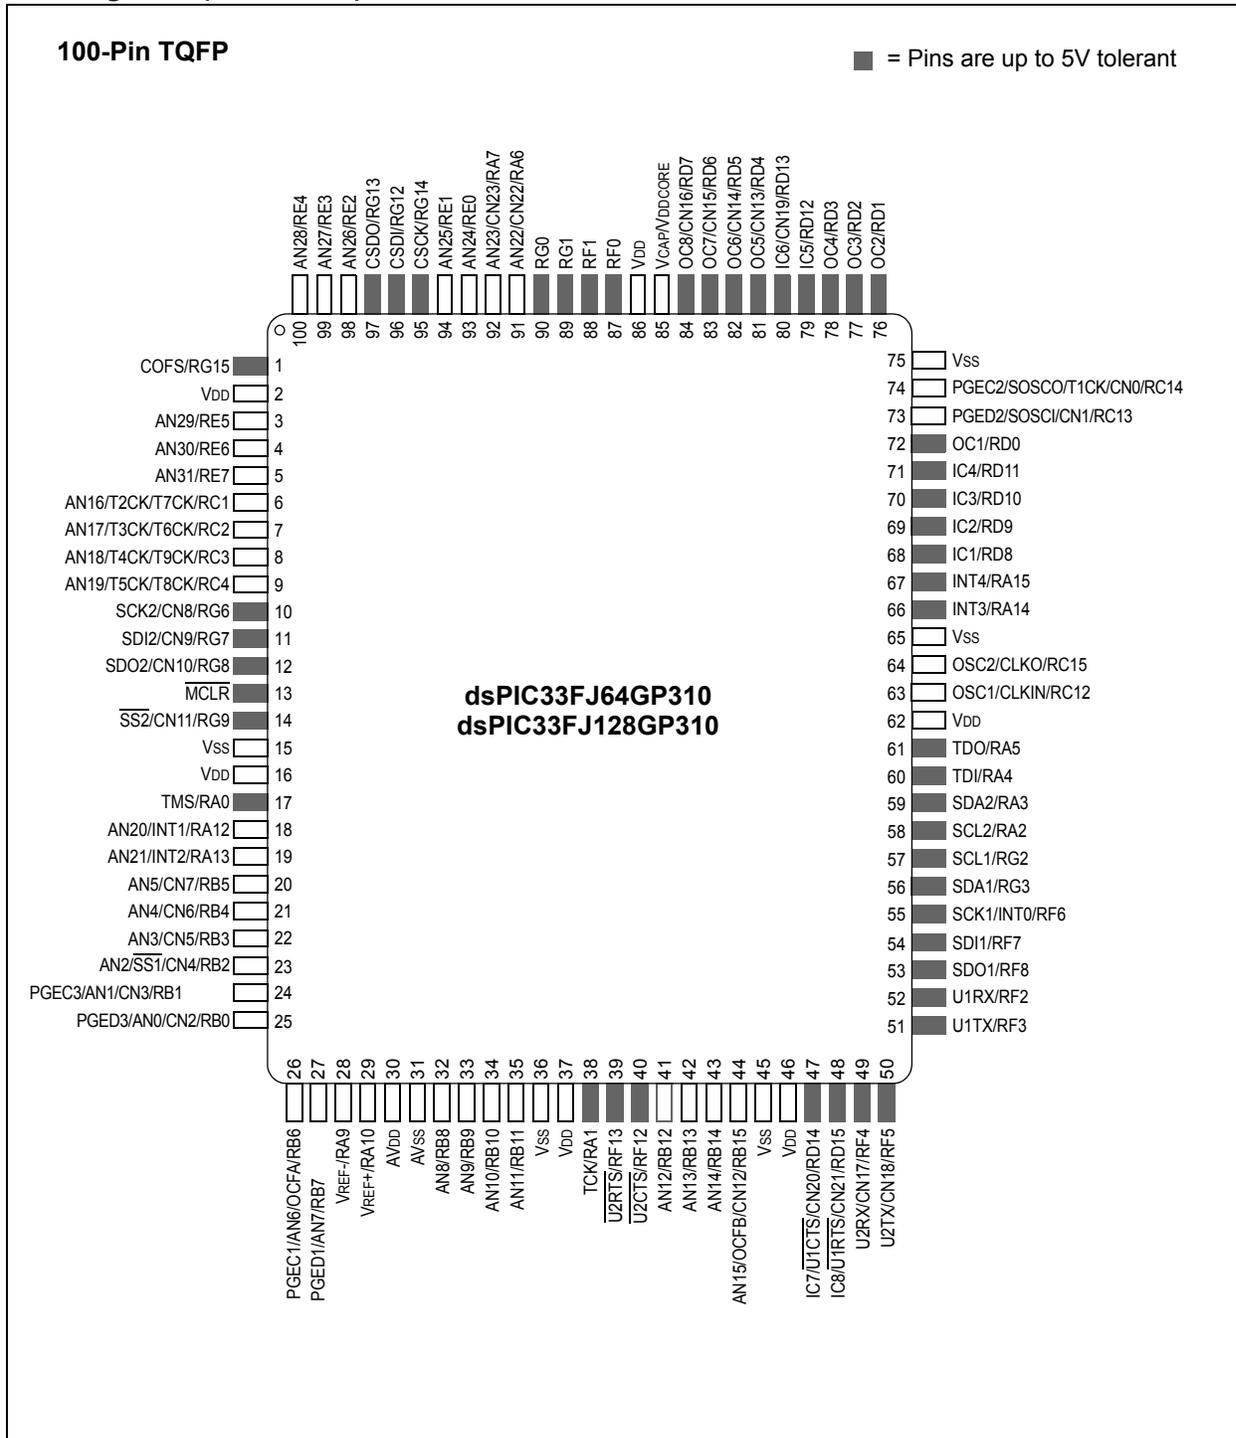 100-Pin TQFP
= Pins are up to 5V tolerant
AN28/RE4
AN27/RE3
AN26/RE2
CSDO/RG13
CSDI/RG12
CSCK/RG14
AN25/RE1
AN24/RE0
AN23/CN23/RA7
AN22/CN22/RA6
RG0
RG1
RF1
RF0
VDD
VCAP/VDDCORE
OC8/CN16/RD7
OC7/CN15/RD6
OC6/CN14/RD5
OC5/CN13/RD4
IC6/CN19/RD13
IC5/RD12
OC4/RD3
OC3/RD2
OC2/RD1
100
99
98
97
96
95
94
93
92
91
90
89
88
87
86
85
84
83
82
81
80
79
78
77
76
COFS/RG15 1
VDD 2
AN29/RE5 3
AN30/RE6 4
AN31/RE7 5
AN16/T2CK/T7CK/RC1 6
AN17/T3CK/T6CK/RC2 7
AN18/T4CK/T9CK/RC3 8
AN19/T5CK/T8CK/RC4 9
SCK2/CN8/RG6 10
SDI2/CN9/RG7 11
SDO2/CN10/RG8 12
MCLR 13
SS2/CN11/RG9 14
VSS 15
VDD 16
TMS/RA0 17
AN20/INT1/RA12 18
AN21/INT2/RA13 19
AN5/CN7/RB5 20
AN4/CN6/RB4 21
AN3/CN5/RB3 22
AN2/SS1/CN4/RB2 23
PGEC3/AN1/CN3/RB1 24
PGED3/AN0/CN2/RB0 25
dsPIC33FJ64GP310
dsPIC33FJ128GP310
75 VSS
74 PGEC2/SOSCO/T1CK/CN0/RC14
73 PGED2/SOSCI/CN1/RC13
72 OC1/RD0
71 IC4/RD11
70 IC3/RD10
69 IC2/RD9
68 IC1/RD8
67 INT4/RA15
66 INT3/RA14
65 VSS
64 OSC2/CLKO/RC15
63 OSC1/CLKIN/RC12
62 VDD
61 TDO/RA5
60 TDI/RA4
59 SDA2/RA3
58 SCL2/RA2
57 SCL1/RG2
56 SDA1/RG3
55 SCK1/INT0/RF6
54 SDI1/RF7
53 SDO1/RF8
52 U1RX/RF2
51 U1TX/RF3
26
27
28
29
30
31
32
33
34
35
36
37
38
39
40
41
42
43
44
45
46
47
48
49
50
PGEC1/AN6/OCFA/RB6
PGED1/AN7/RB7
VREF-/RA9
VREF+/RA10
AVDD
AVSS
AN8/RB8
AN9/RB9
AN10/RB10
AN11/RB11
VSS
VDD
TCK/RA1
U2RTS/RF13
U2CTS/RF12
AN12/RB12
AN13/RB13
AN14/RB14
AN15/OCFB/CN12/RB15
VSS
VDD
IC7/U1CTS/CN20/RD14
IC8/U1RTS/CN21/RD15
U2RX/CN17/RF4
U2TX/CN18/RF5